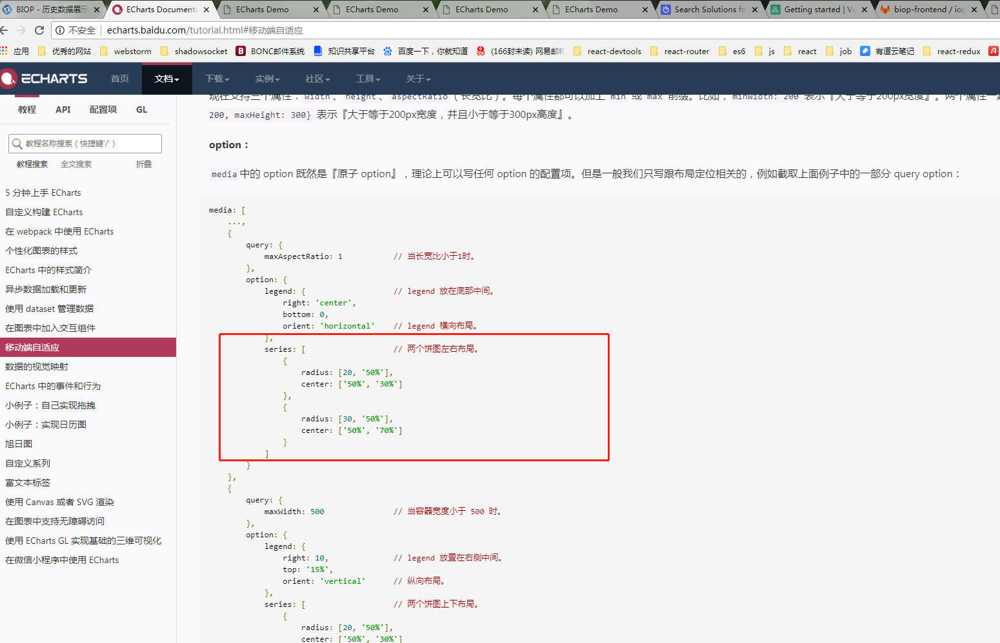 BIOP - 历史数据展示
ECharts Documenta
ECharts Demo
ECharts Demo
ECharts Demo
ECharts Demo
Search Solutions fo
Getting started | Vu
biop-frontend / iop
不安全 | echarts.baidu.com/tutorial.html#移动端自适应
应用
优秀的网站
webstorm
shadowsocket
BONC邮件系统
知识共享平台
百度一下，你就知道
(166封未读) 网易邮箱
react-devtools
react-router
es6
js
react
job
有道云笔记
react-redux
ECHARTS
首页
文档
下载
实例
社区
工具
关于
教程
API
配置项
GL
教程名称搜索（快捷键'/'）
教程搜索
全文搜索
折叠
5 分钟上手 ECharts
自定义构建 ECharts
在 webpack 中使用 ECharts
个性化图表的样式
ECharts 中的样式简介
异步数据加载和更新
使用 dataset 管理数据
在图表中加入交互组件
移动端自适应
数据的视觉映射
ECharts 中的事件和行为
小例子：自己实现拖拽
小例子：实现日历图
旭日图
自定义系列
富文本标签
使用 Canvas 或者 SVG 渲染
在图表中支持无障碍访问
使用 ECharts GL 实现基础的三维可视化
在微信小程序中使用 ECharts
现在支持三个属性：width、height、aspectRatio（长宽比）。每个属性都可以加上 min 或 max 前缀。比如，minWidth: 200 表示『大于等于200px宽度』。两个属性一
200, maxHeight: 300} 表示『大于等于200px宽度，并且小于等于300px高度』。
option：
media 中的 option 既然是『原子 option』，理论上可以写任何 option 的配置项。但是一般我们只写跟布局定位相关的，例如截取上面例子中的一部分 query option：
media: [
...,
{
query: {
maxAspectRatio: 1 // 当长宽比小于1时。
},
option: {
legend: { // legend 放在底部中间。
right: 'center',
bottom: 0,
orient: 'horizontal' // legend 横向布局。
},
series: [ // 两个饼图左右布局。
{
radius: [20, '50%'],
center: ['50%', '30%']
},
{
radius: [30, '50%'],
center: ['50%', '70%']
}
]
}
},
{
query: {
maxWidth: 500 // 当容器宽度小于 500 时。
},
option: {
legend: {
right: 10, // legend 放置在右侧中间。
top: '15%',
orient: 'vertical' // 纵向布局。
},
series: [ // 两个饼图上下布局。
{
radius: [20, '50%'],
center: ['50%', '30%']